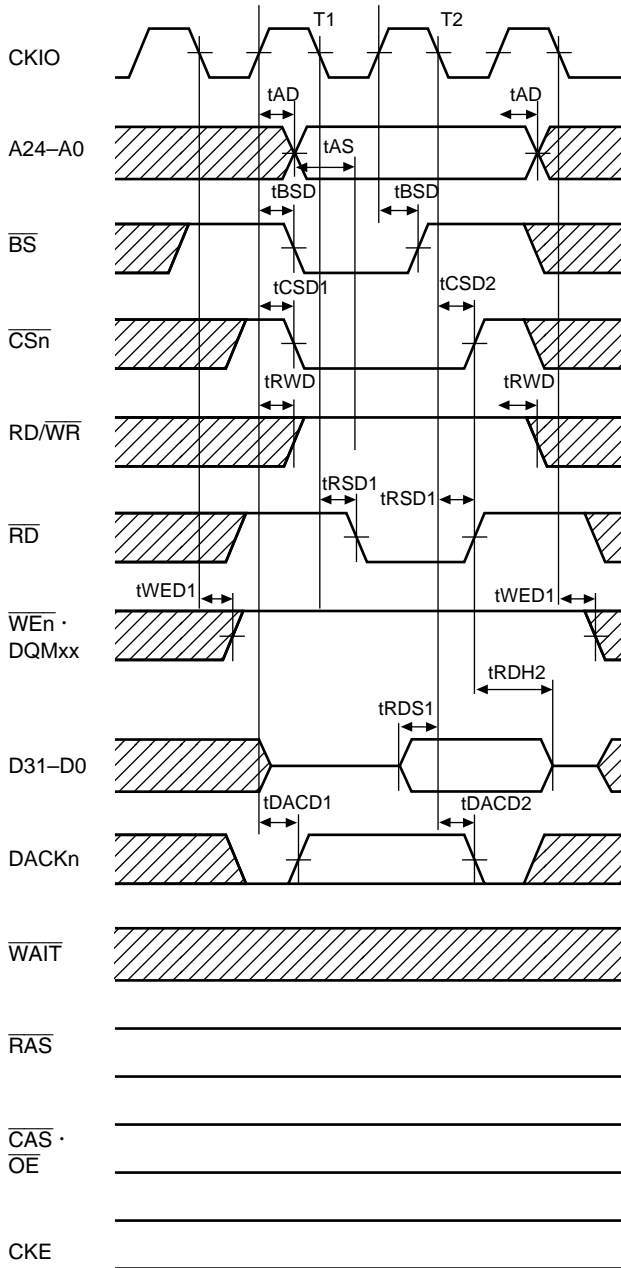 T1 T2
CKIO
tAD tAD
A24–A0
tAS
tBSD tBSD
BS
tCSD1 tCSD2
CSn
tRWD tRWD
RD/WR
tRSD1 tRSD1
RD
tWED1 tWED1
WEn ·
DQMxx
tRDH2
tRDS1
D31–D0
tDACD1 tDACD2
DACKn
WAIT
RAS
CAS ·
OE
CKE